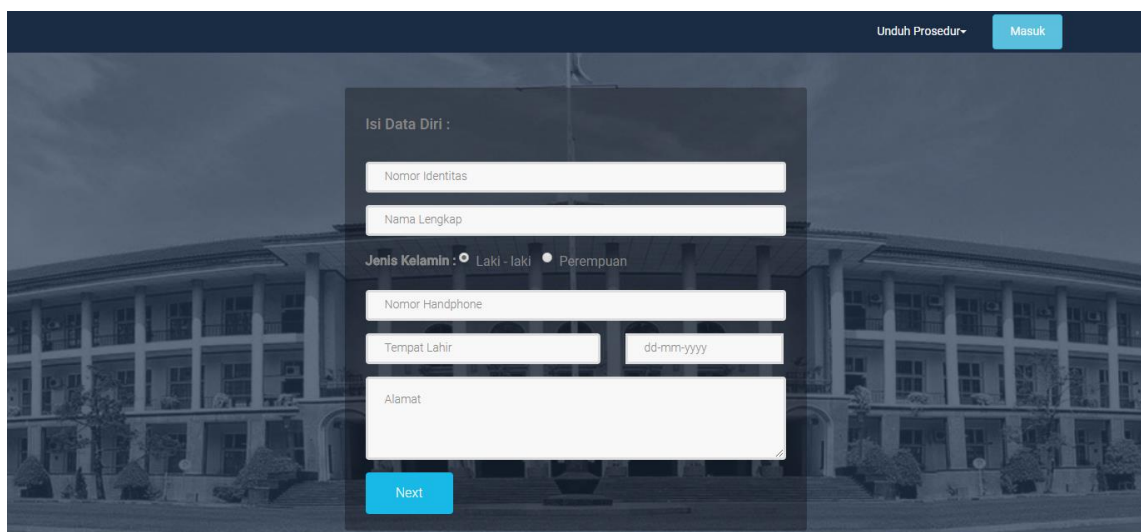 Unduh Prosedur
Masuk
Isi Data Diri :
Nomor Identitas
Nama Lengkap
Jenis Kelamin : Laki - laki Perempuan
Nomor Handphone
Tempat Lahir dd-mm-yyyy
Alamat
Next